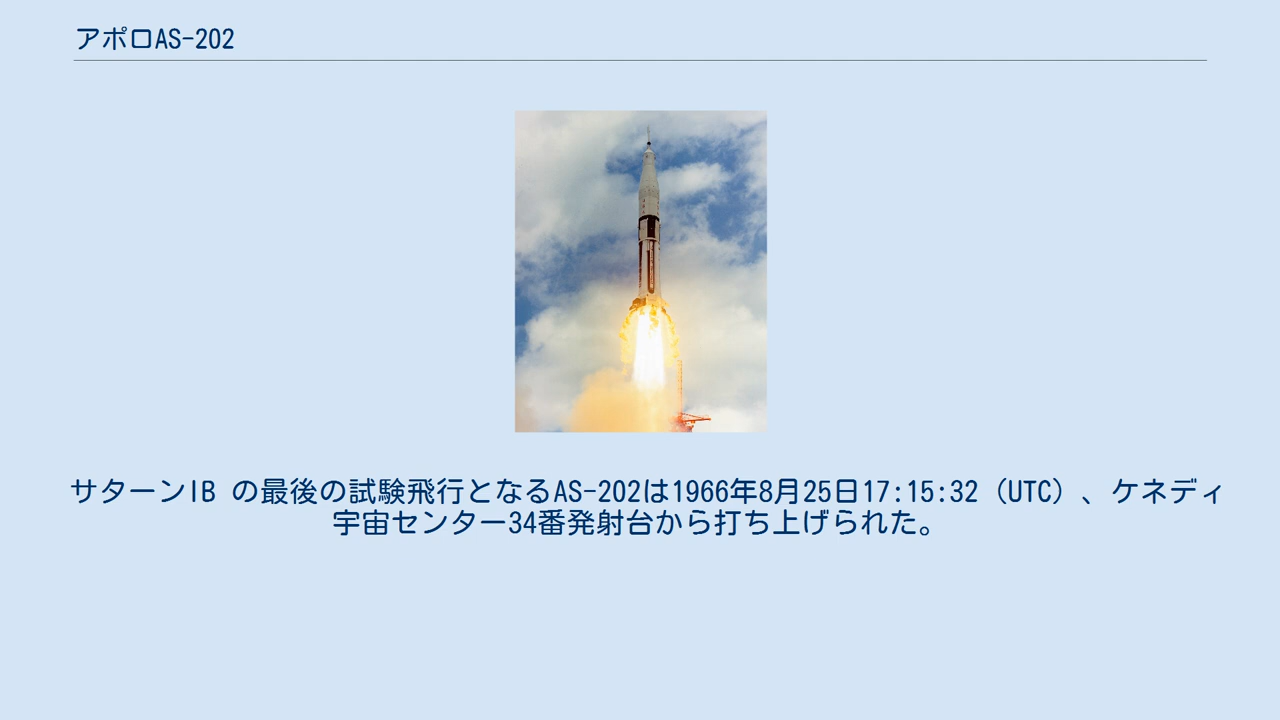 アポロAS-202
サターンIB の最後の試験飛行となるAS-202は1966年8月25日17:15:32（UTC）、ケネディ
宇宙センター34番発射台から打ち上げられた。